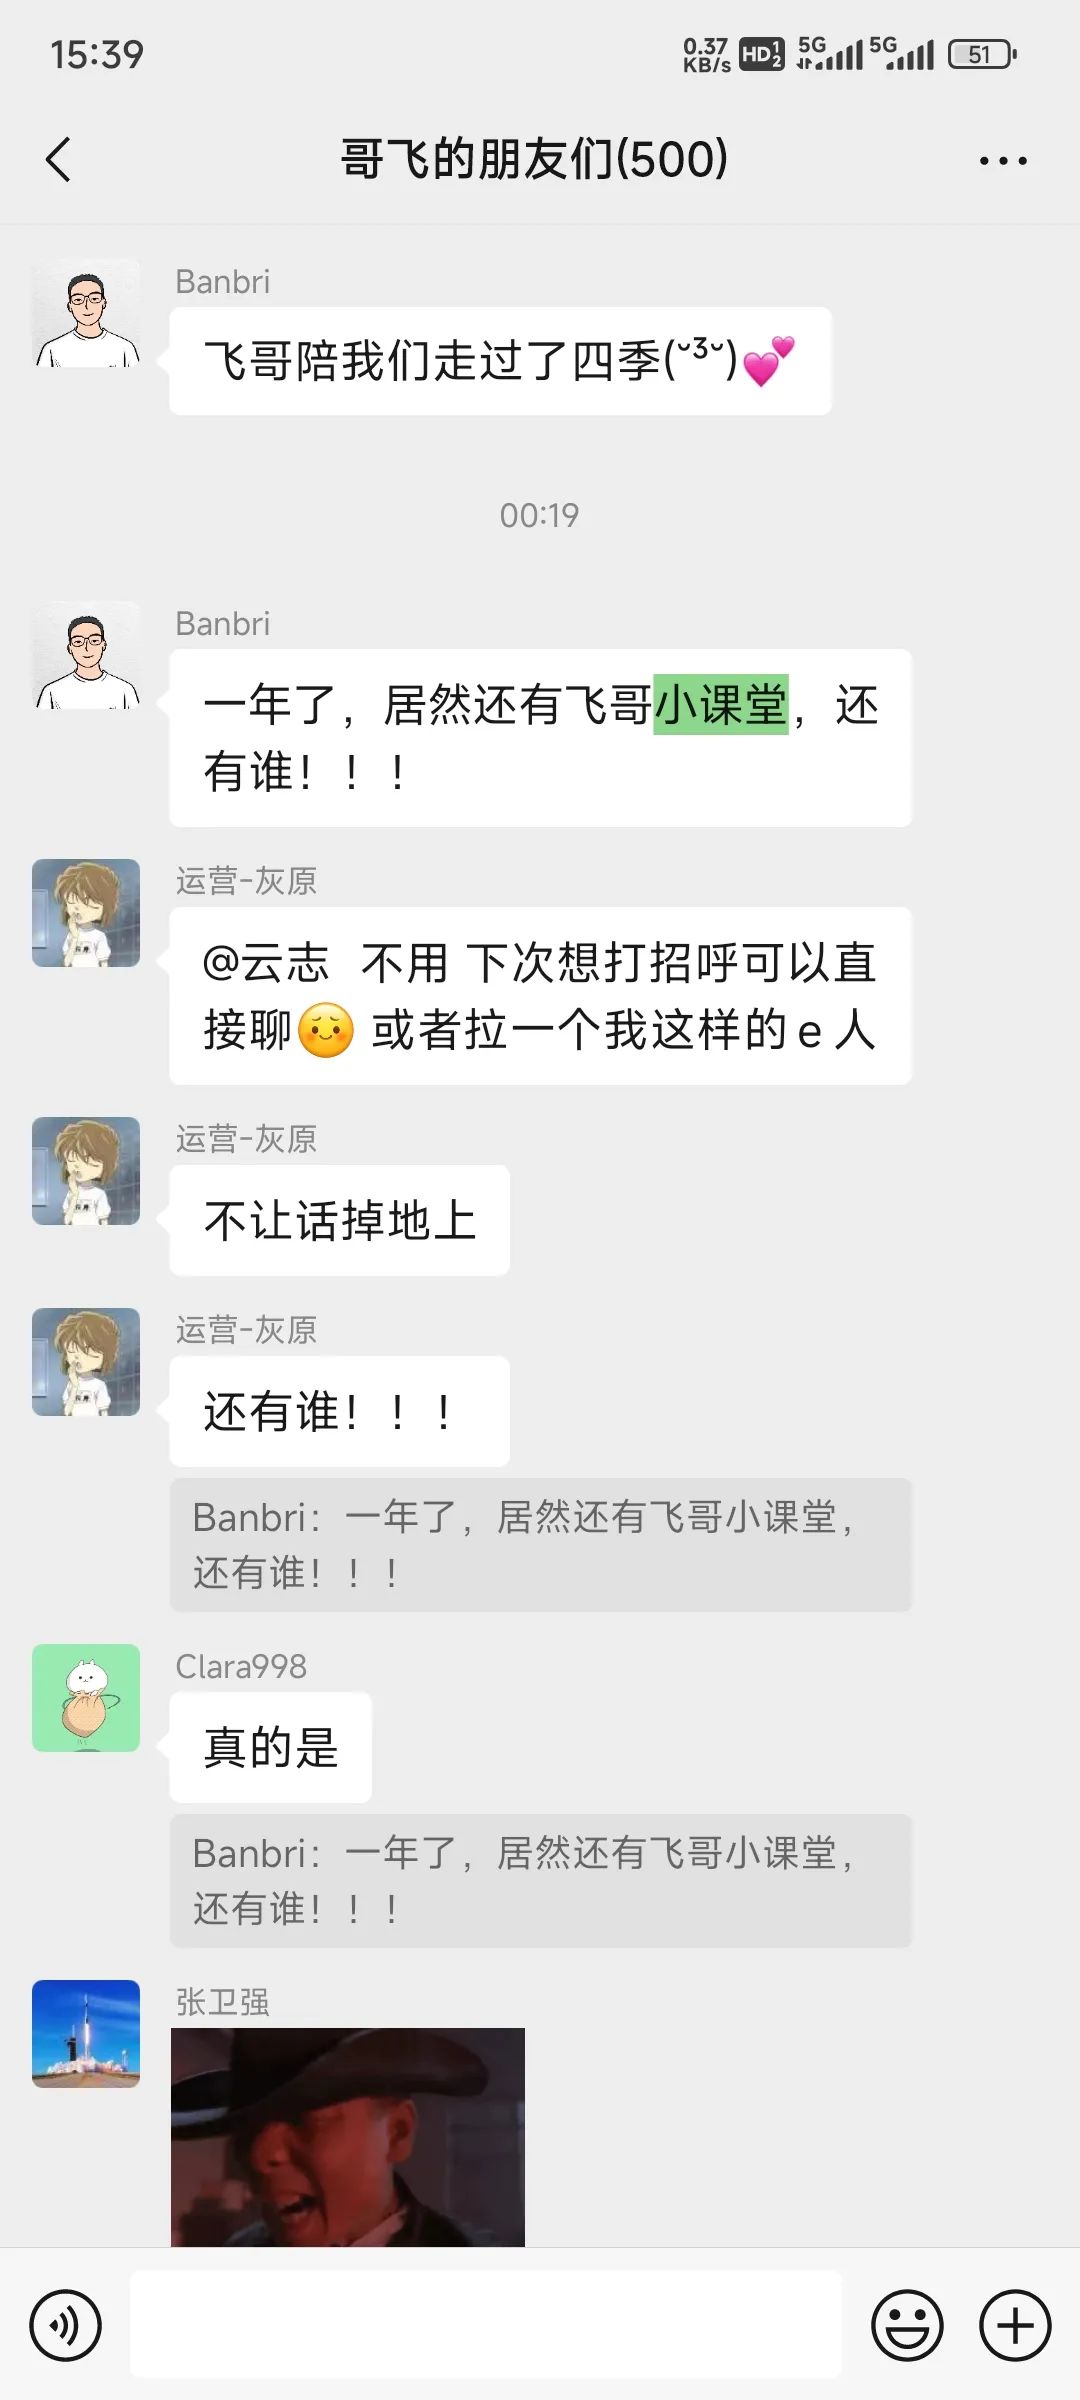 15:39
0.37 KB/s HD 1 2 5G 5G 51
哥飞的朋友们(500)
Banbri
飞哥陪我们走过了四季(˘³˘)💕
00:19
Banbri
一年了，居然还有飞哥小课堂，还
有谁！！！
运营-灰原
@云志 不用 下次想打招呼可以直
接聊😌 或者拉一个我这样的 e 人
运营-灰原
不让话掉地上
运营-灰原
还有谁！！！
Banbri：一年了，居然还有飞哥小课堂，
还有谁！！！
Clara998
真的是
Banbri：一年了，居然还有飞哥小课堂，
还有谁！！！
张卫强